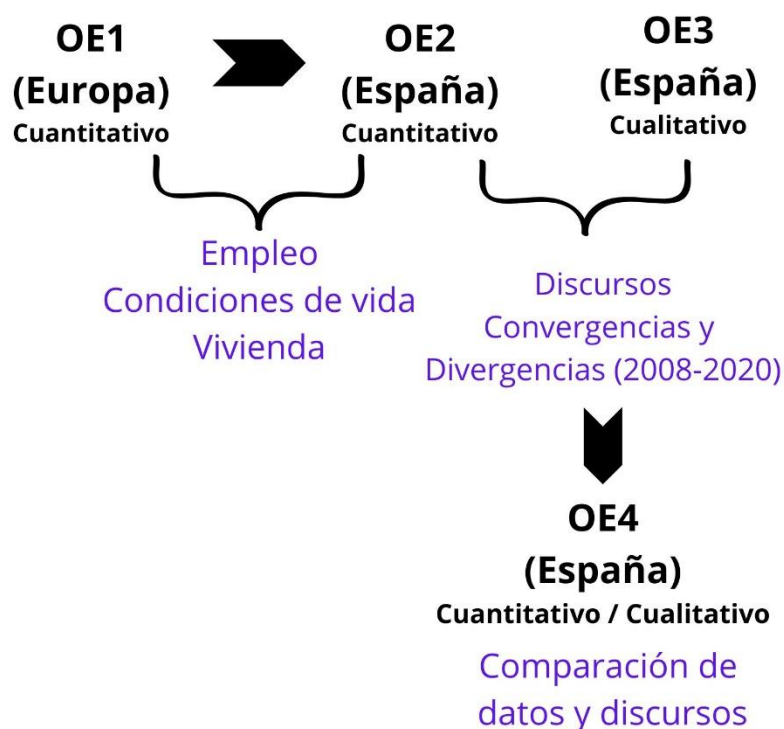 OE1
(Europa)
Cuantitativo
OE2
(España)
Cuantitativo
OE3
(España)
Cualitativo
Empleo
Condiciones de vida
Vivienda
Discursos
Convergencias y
Divergencias (2008-2020)
OE4
(España)
Cuantitativo / Cualitativo
Comparación de
datos y discursos